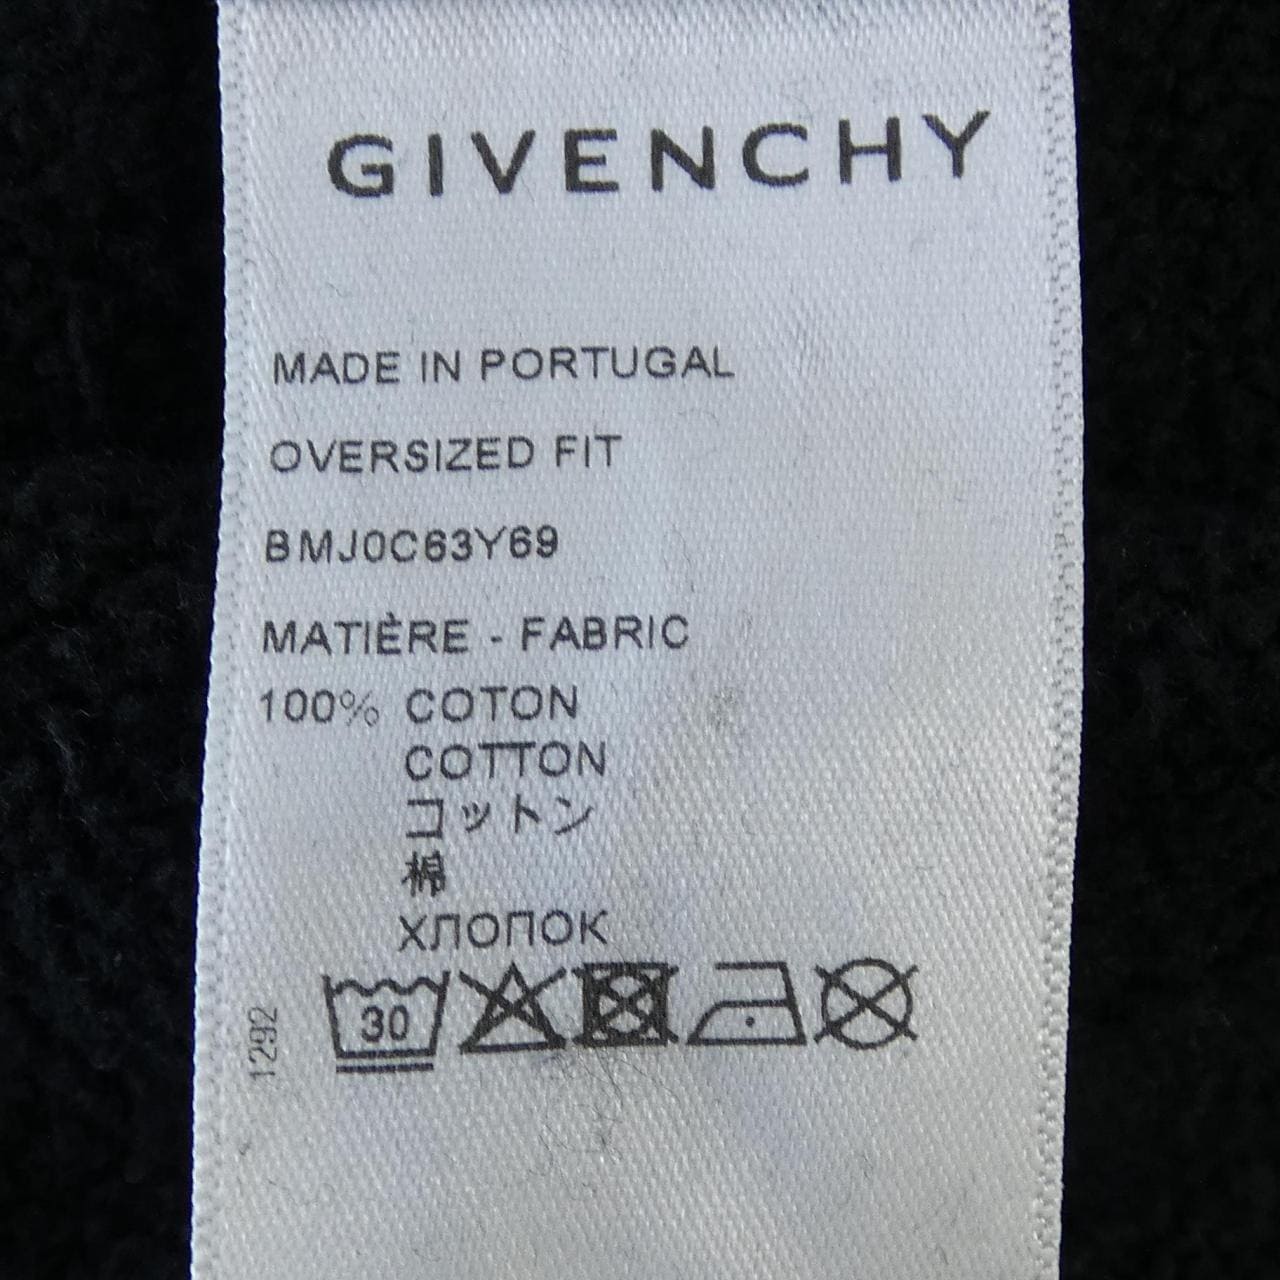 GIVENCHY
MADE IN PORTUGAL
OVERSIZED FIT
BMJ0C63Y69
MATIÈRE - FABRIC
100% COTON
COTTON
コットン
棉
ХЛОПОК
30
1292